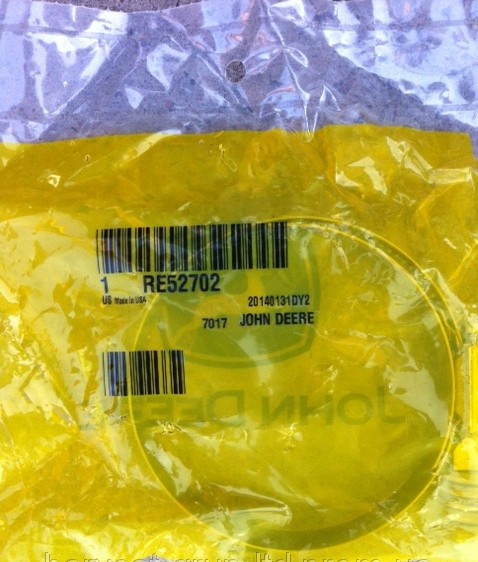 1 RE52702
US Made in USA
20140131DY2
7017 JOHN DEERE
JOHN DEERE